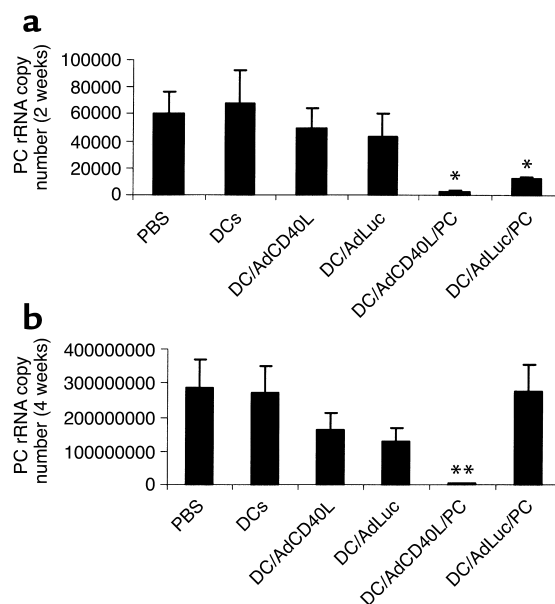 a
PC rRNA copy
number (2 weeks)
100000
80000
60000
40000
20000
0
*
*
PBS
DCs
DC/AdCD40L
DC/AdLuc
DC/AdCD40L/PC
DC/AdLuc/PC
b
PC rRNA copy
number (4 weeks)
400000000
300000000
200000000
100000000
0
**
PBS
DCs
DC/AdCD40L
DC/AdLuc
DC/AdCD40L/PC
DC/AdLuc/PC